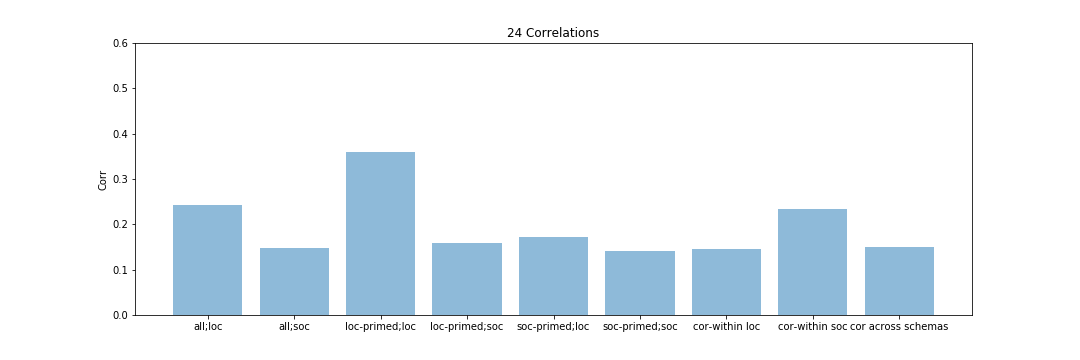 24 Correlations
Corr
0.6
0.5
0.4
0.3
0.2
0.1
0.0
all;loc all;soc loc-primed;loc loc-primed;soc soc-primed;loc soc-primed;soc cor-within loc cor-within soc cor across schemas